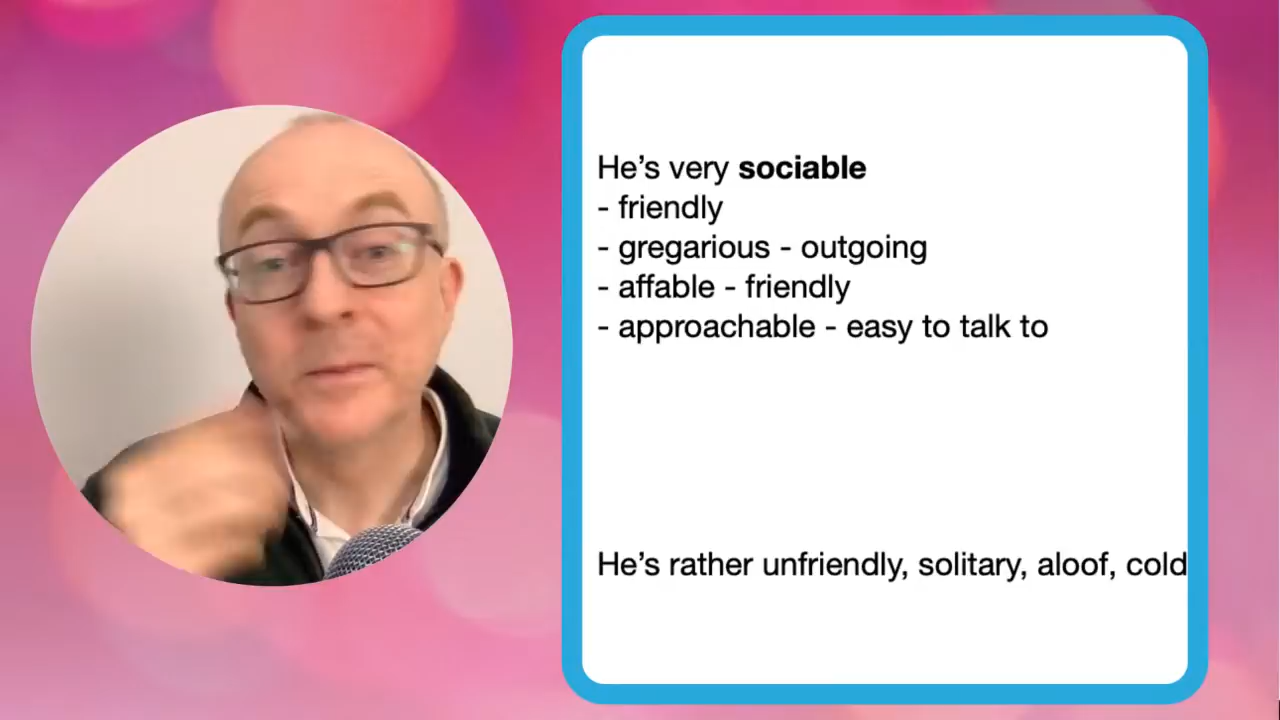 He’s very sociable
- friendly
- gregarious - outgoing
- affable - friendly
- approachable - easy to talk to
He’s rather unfriendly, solitary, aloof, cold